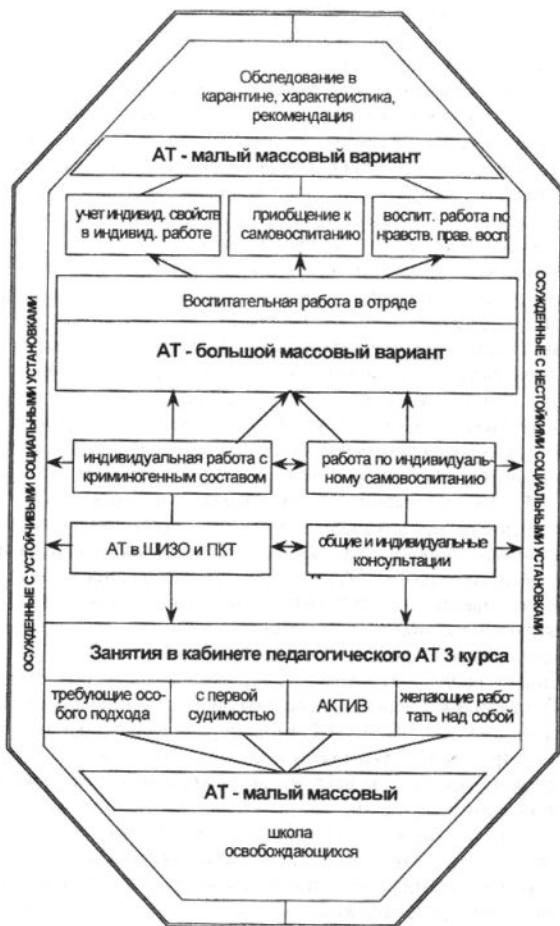 Обследование в
карантине, характеристика,
рекомендация
АТ - малый массовый вариант
учет индивид. свойств
в индивид. работе
приобщение к
самовоспитанию
воспит. работа по
нравств. прав. восп
Воспитательная работа в отряде
АТ - большой массовый вариант
ОСУЖДЕННЫЕ С УСТОЙЧИВЫМИ СОЦИАЛЬНЫМИ УСТАНОВКАМИ
ОСУЖДЕННЫЕ С НЕСТОЙКИМИ СОЦИАЛЬНЫМИ УСТАНОВКАМИ
индивидуальная работа с
криминогенным составом
работа по индивидуаль-
ному самовоспитанию
АТ в ШИЗО и ПКТ
общие и индивидуальные
консультации
Занятия в кабинете педагогического АТ 3 курса
требующие осо-
бого подхода
с первой
судимостью
АКТИВ
желающие рабо-
тать над собой
АТ - малый массовый
школа
освобождающихся